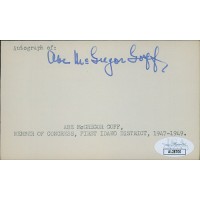 Autograph of:
Abe McGregor Goff,
ABE McGREGOR GOFF,
MEMBER OF CONGRESS, FIRST IDAHO DISTRICT, 1947-1949.